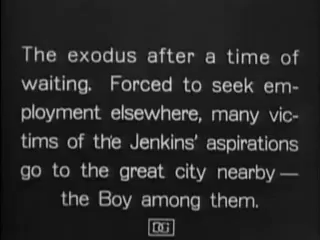 The exodus after a time of
waiting. Forced to seek em-
ployment elsewhere, many vic-
tims of the Jenkins' aspirations
go to the great city nearby—
the Boy among them.
DG